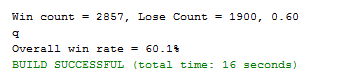 Win count = 2857, Lose Count = 1900, 0.60
q
Overall win rate = 60.1%
BUILD SUCCESSFUL (total time: 16 seconds)